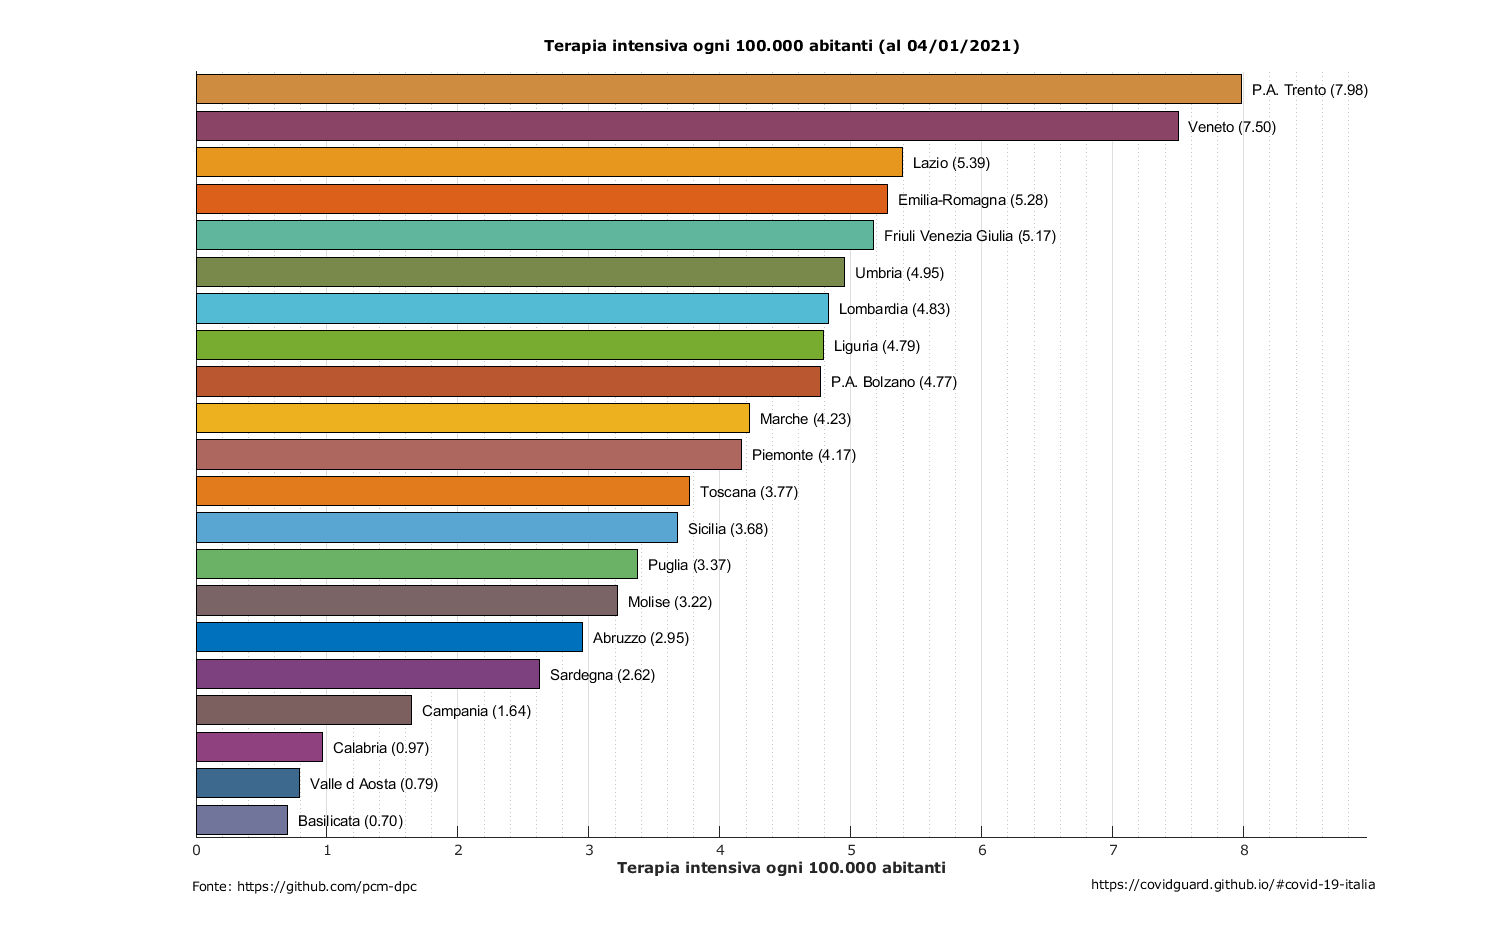 Terapia intensiva ogni 100.000 abitanti (al 04/01/2021)
P.A. Trento (7.98)
Veneto (7.50)
Lazio (5.39)
Emilia-Romagna (5.28)
Friuli Venezia Giulia (5.17)
Umbria (4.95)
Lombardia (4.83)
Liguria (4.79)
P.A. Bolzano (4.77)
Marche (4.23)
Piemonte (4.17)
Toscana (3.77)
Sicilia (3.68)
Puglia (3.37)
Molise (3.22)
Abruzzo (2.95)
Sardegna (2.62)
Campania (1.64)
Calabria (0.97)
Valle d Aosta (0.79)
Basilicata (0.70)
0 1 2 3 4 5 6 7 8
Terapia intensiva ogni 100.000 abitanti
Fonte: https://github.com/pcm-dpc
https://covidguard.github.io/#covid-19-italia